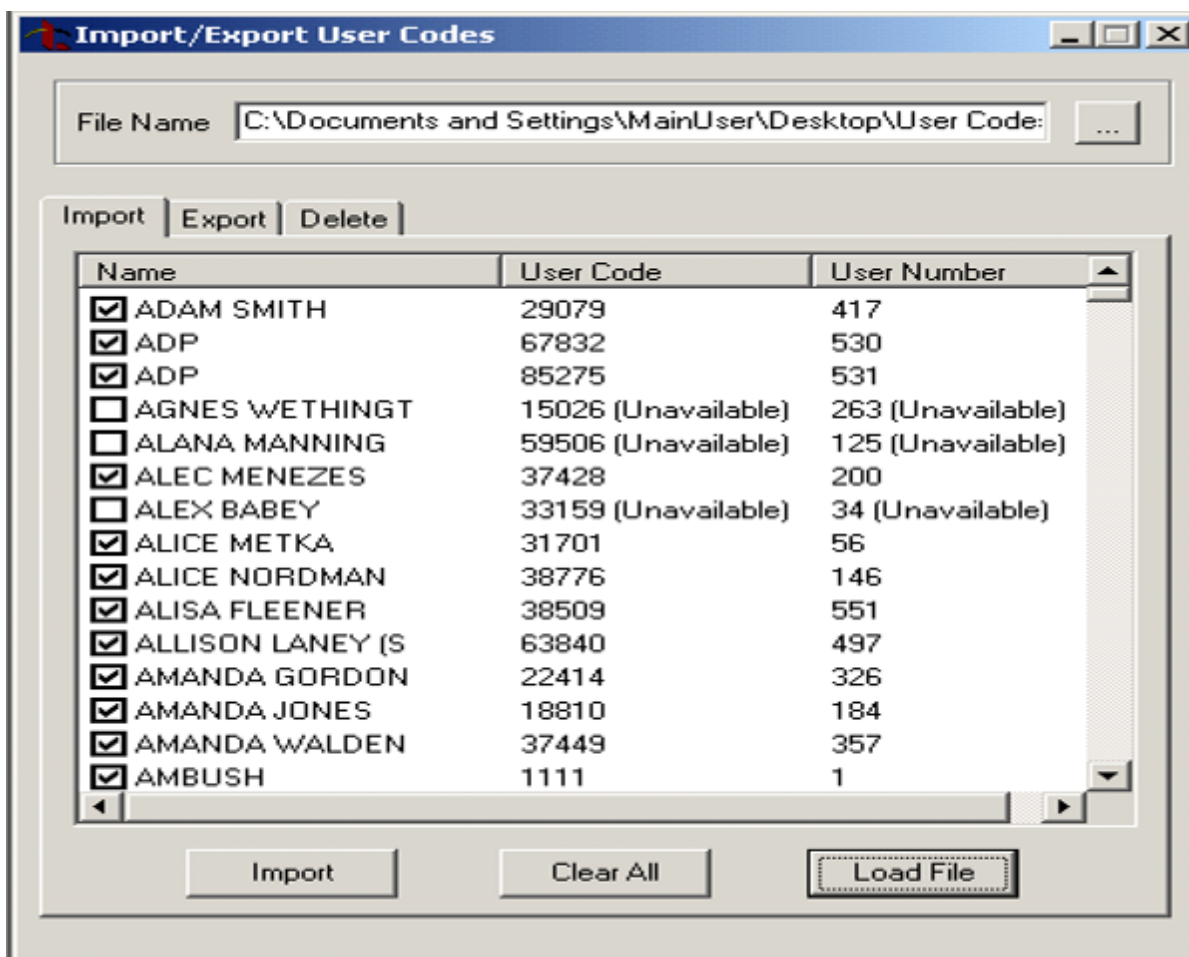 Import/Export User Codes
File Name C:\Documents and Settings\MainUser\Desktop\User Code: ...
Import Export Delete
Name User Code User Number
ADAM SMITH 29079 417
ADP 67832 530
ADP 85275 531
AGNES WETHINGT 15026 (Unavailable) 263 (Unavailable)
ALANA MANNING 59506 (Unavailable) 125 (Unavailable)
ALEC MENEZES 37428 200
ALEX BABEY 33159 (Unavailable) 34 (Unavailable)
ALICE METKA 31701 56
ALICE NORDMAN 38776 146
ALISA FLEENER 38509 551
ALLISON LANEY (S 63840 497
AMANDA GORDON 22414 326
AMANDA JONES 18810 184
AMANDA WALDEN 37449 357
AMBUSH 1111 1
Import Clear All Load File